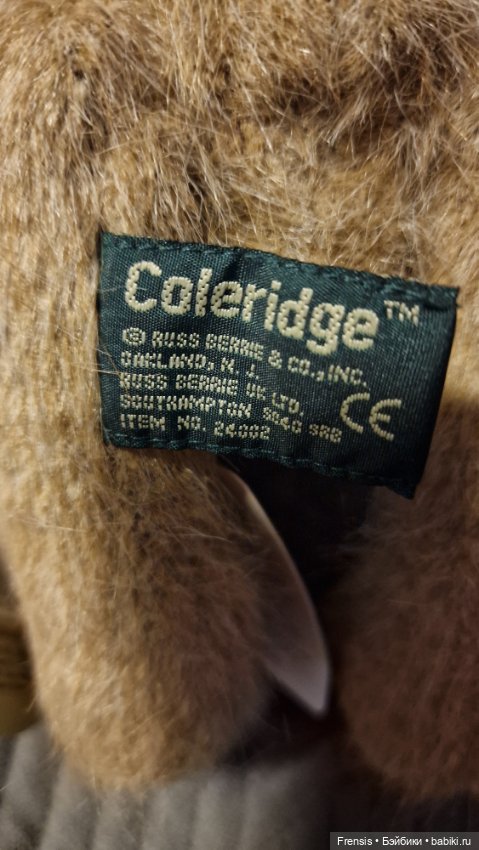 Coleridge™
© RUSS BERRIE & CO., INC.
OAKLAND, N. J.
RUSS BERRIE UK LTD.
SOUTHAMPTON SO40 SRG
CE
ITEM NO. 24002
Frensis • Бэйбики • babiki.ru